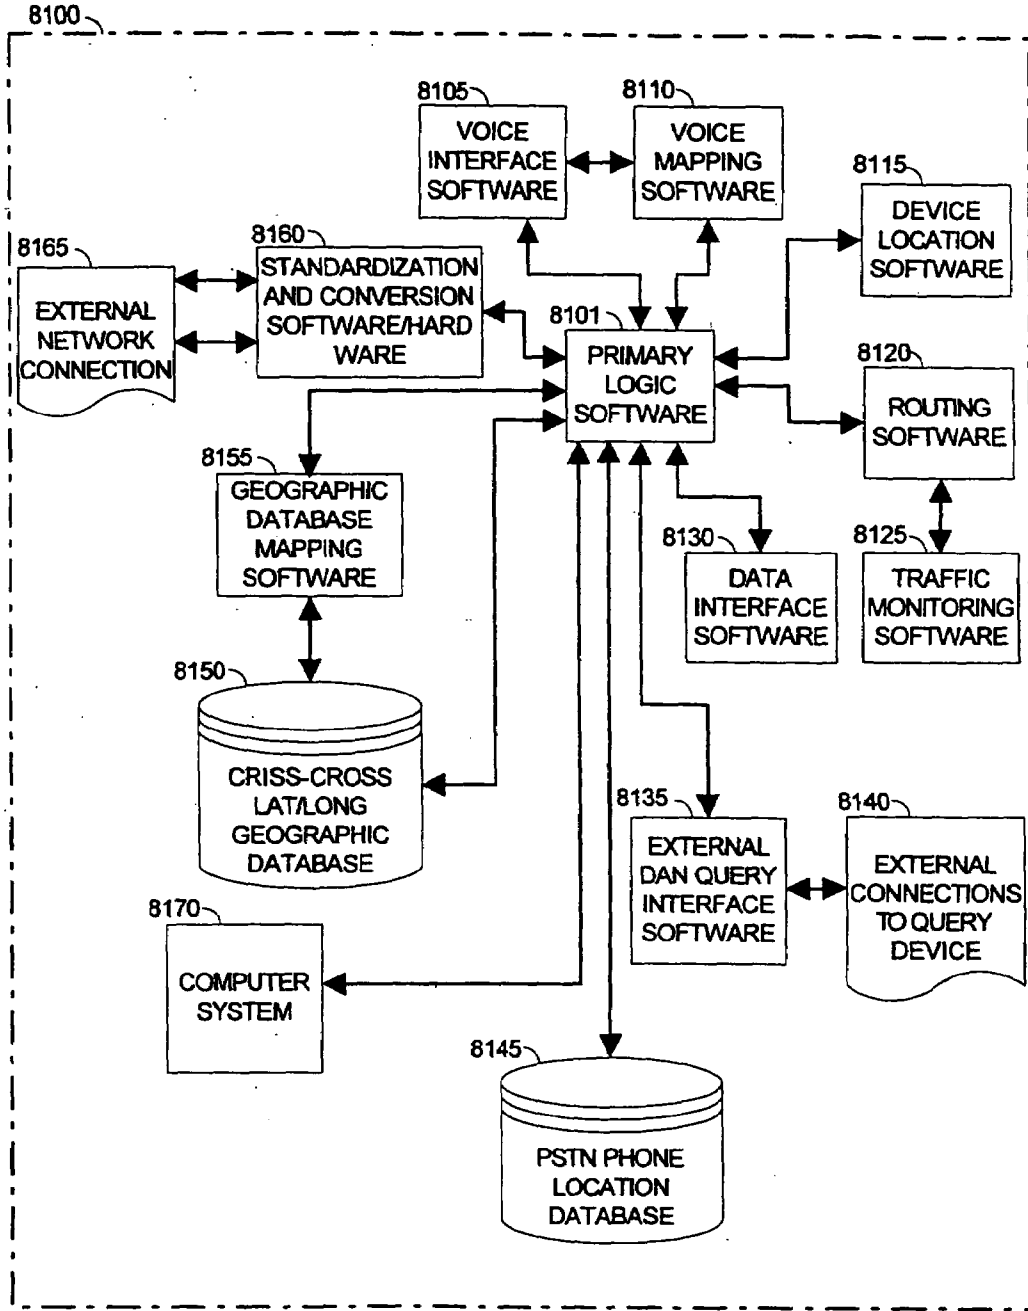 8100
8105
VOICE
INTERFACE
SOFTWARE
8110
VOICE
MAPPING
SOFTWARE
8115
DEVICE
LOCATION
SOFTWARE
8165
EXTERNAL
NETWORK
CONNECTION
8160
STANDARDIZATION
AND CONVERSION
SOFTWARE/HARD
WARE
8101
PRIMARY
LOGIC
SOFTWARE
8120
ROUTING
SOFTWARE
8155
GEOGRAPHIC
DATABASE
MAPPING
SOFTWARE
8130
DATA
INTERFACE
SOFTWARE
8125
TRAFFIC
MONITORING
SOFTWARE
8150
CRISS-CROSS
LAT/LONG
GEOGRAPHIC
DATABASE
8135
EXTERNAL
DAN QUERY
INTERFACE
SOFTWARE
8140
EXTERNAL
CONNECTIONS
TO QUERY
DEVICE
8170
COMPUTER
SYSTEM
8145
PSTN PHONE
LOCATION
DATABASE